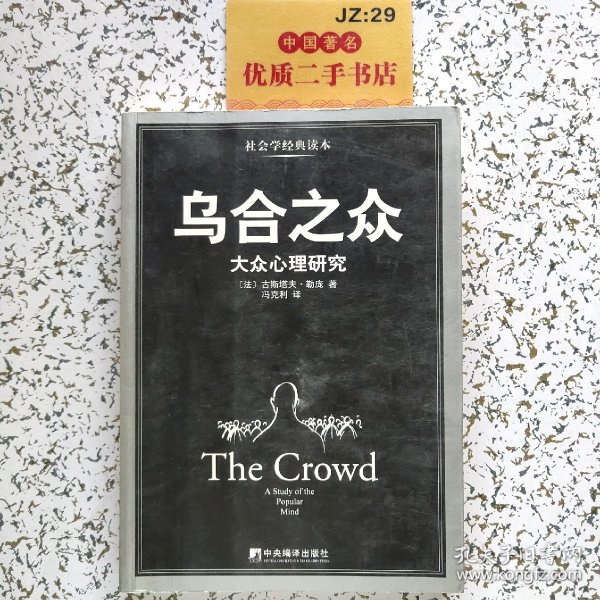 JZ:29
中国著名
优质二手书店
社会学经典读本
乌合之众
大众心理研究
〔法〕古斯塔夫·勒庞 著
冯克利 译
The Crowd
A Study of the
Popular
Mind
中央编译出版社
孔夫子旧书网
www.kongfz.com